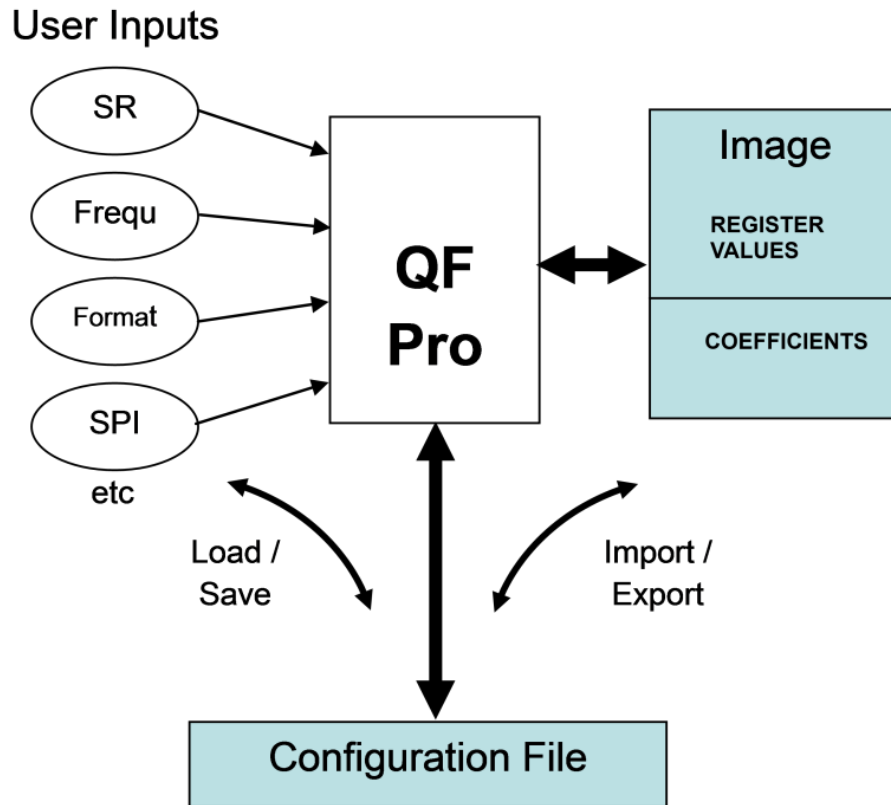 User Inputs
SR
Frequ
Format
SPI
etc
QF
Pro
Image
REGISTER
VALUES
COEFFICIENTS
Load /
Save
Import /
Export
Configuration File